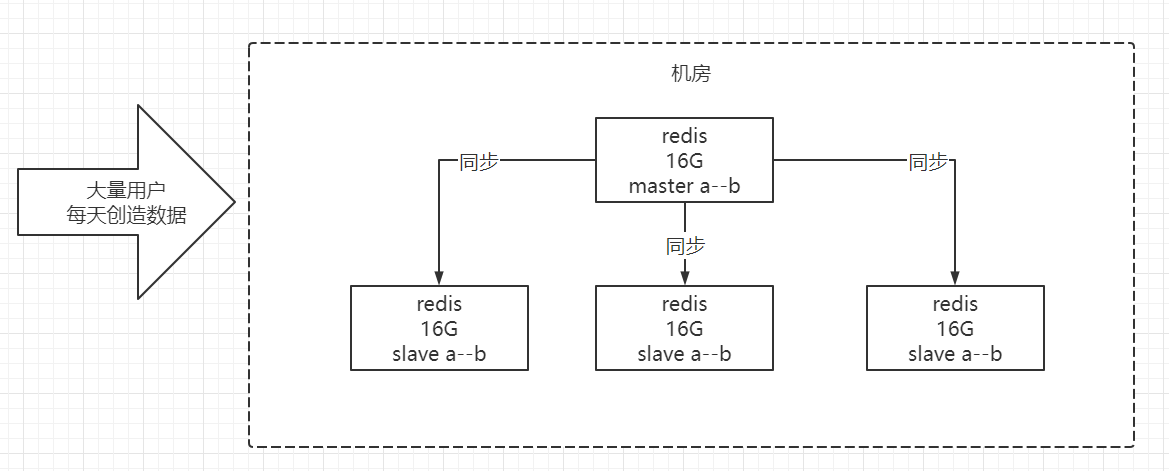 机房
大量用户
每天创造数据
redis
16G
master a--b
同步
同步
同步
redis
16G
slave a--b
redis
16G
slave a--b
redis
16G
slave a--b